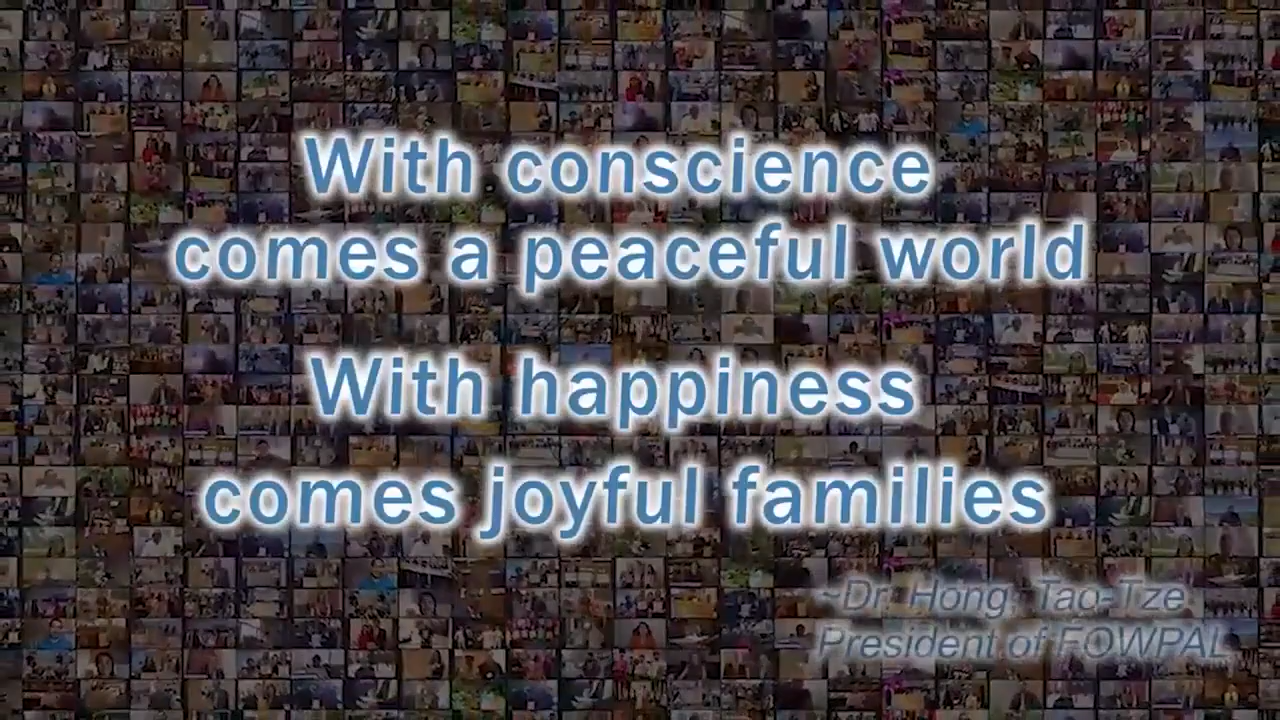 With conscience
comes a peaceful world
With happiness
comes joyful families
~Dr. Hong, Tao-Tze
President of FOWPAL